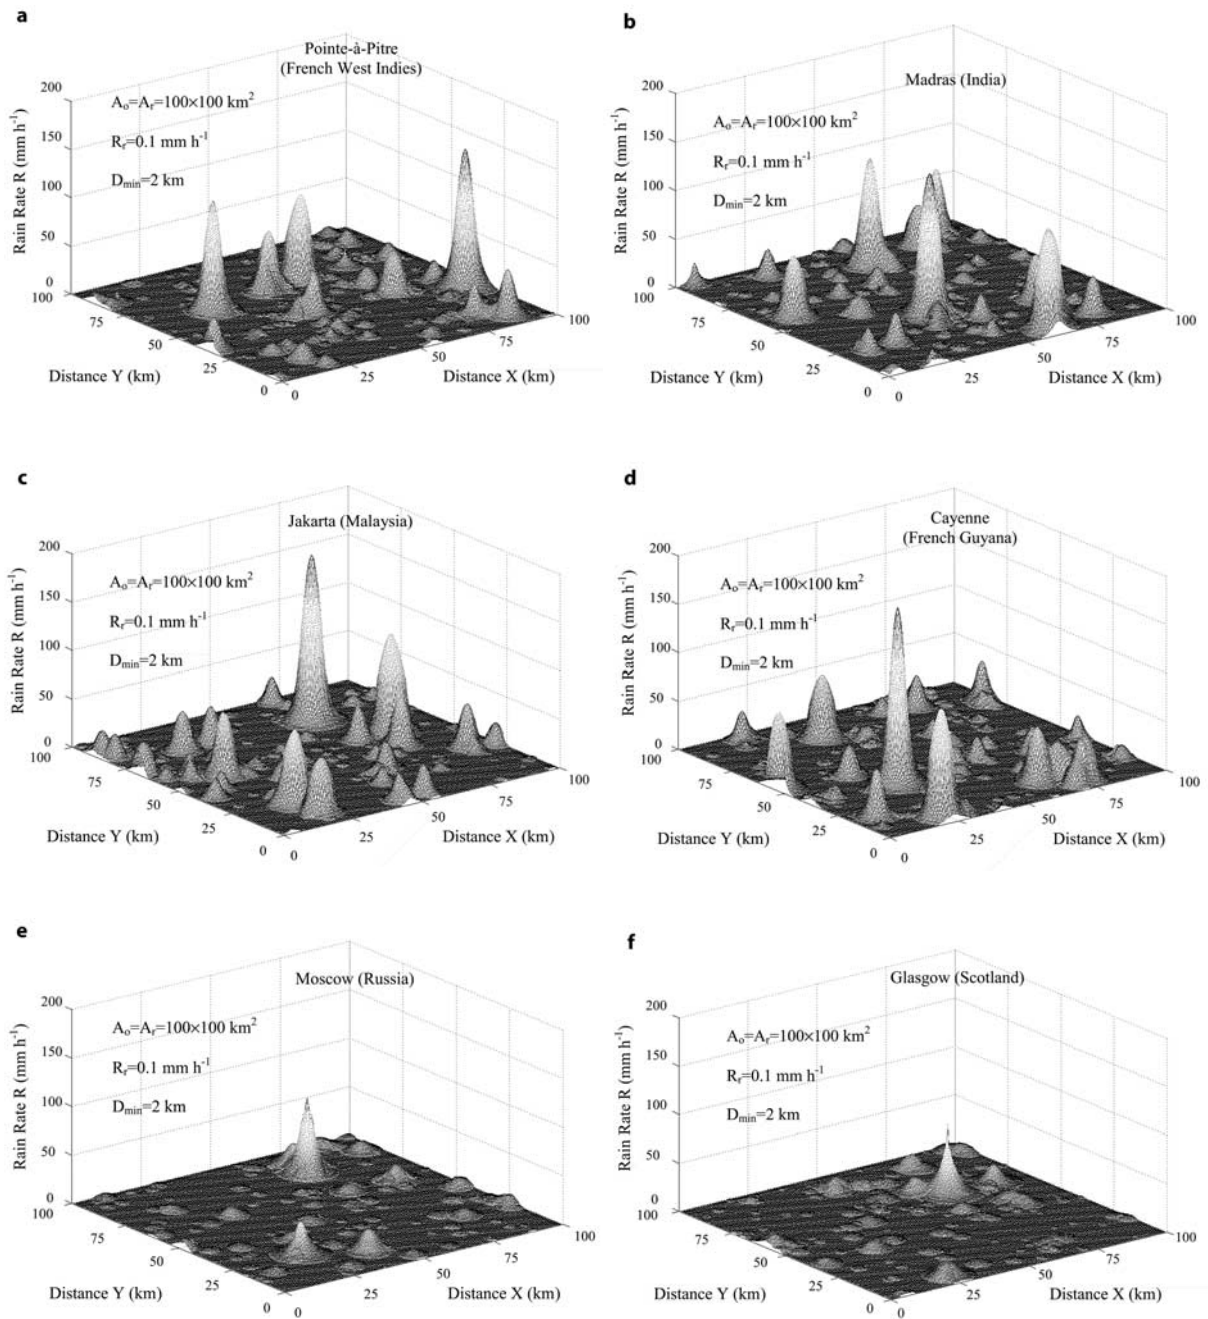 a
Pointe-à-Pitre
(French West Indies)
A₀=Aᵣ=100×100 km²
Rᵣ=0.1 mm h⁻¹
Dmin=2 km
Rain Rate R (mm h⁻¹)
200
150
100
50
0
100
75
50
25
0
Distance Y (km)
0
25
50
75
100
Distance X (km)
b
Madras (India)
A₀=Aᵣ=100×100 km²
Rᵣ=0.1 mm h⁻¹
Dmin=2 km
Rain Rate R (mm h⁻¹)
200
150
100
50
0
100
75
50
25
0
Distance Y (km)
0
25
50
75
100
Distance X (km)
c
Jakarta (Malaysia)
A₀=Aᵣ=100×100 km²
Rᵣ=0.1 mm h⁻¹
Dmin=2 km
Rain Rate R (mm h⁻¹)
200
150
100
50
0
100
75
50
25
0
Distance Y (km)
0
25
50
75
100
Distance X (km)
d
Cayenne
(French Guyana)
A₀=Aᵣ=100×100 km²
Rᵣ=0.1 mm h⁻¹
Dmin=2 km
Rain Rate R (mm h⁻¹)
200
150
100
50
0
100
75
50
25
0
Distance Y (km)
0
25
50
75
100
Distance X (km)
e
Moscow (Russia)
A₀=Aᵣ=100×100 km²
Rᵣ=0.1 mm h⁻¹
Dmin=2 km
Rain Rate R (mm h⁻¹)
200
150
100
50
0
100
75
50
25
0
Distance Y (km)
0
25
50
75
100
Distance X (km)
f
Glasgow (Scotland)
A₀=Aᵣ=100×100 km²
Rᵣ=0.1 mm h⁻¹
Dmin=2 km
Rain Rate R (mm h⁻¹)
200
150
100
50
0
100
75
50
25
0
Distance Y (km)
0
25
50
75
100
Distance X (km)